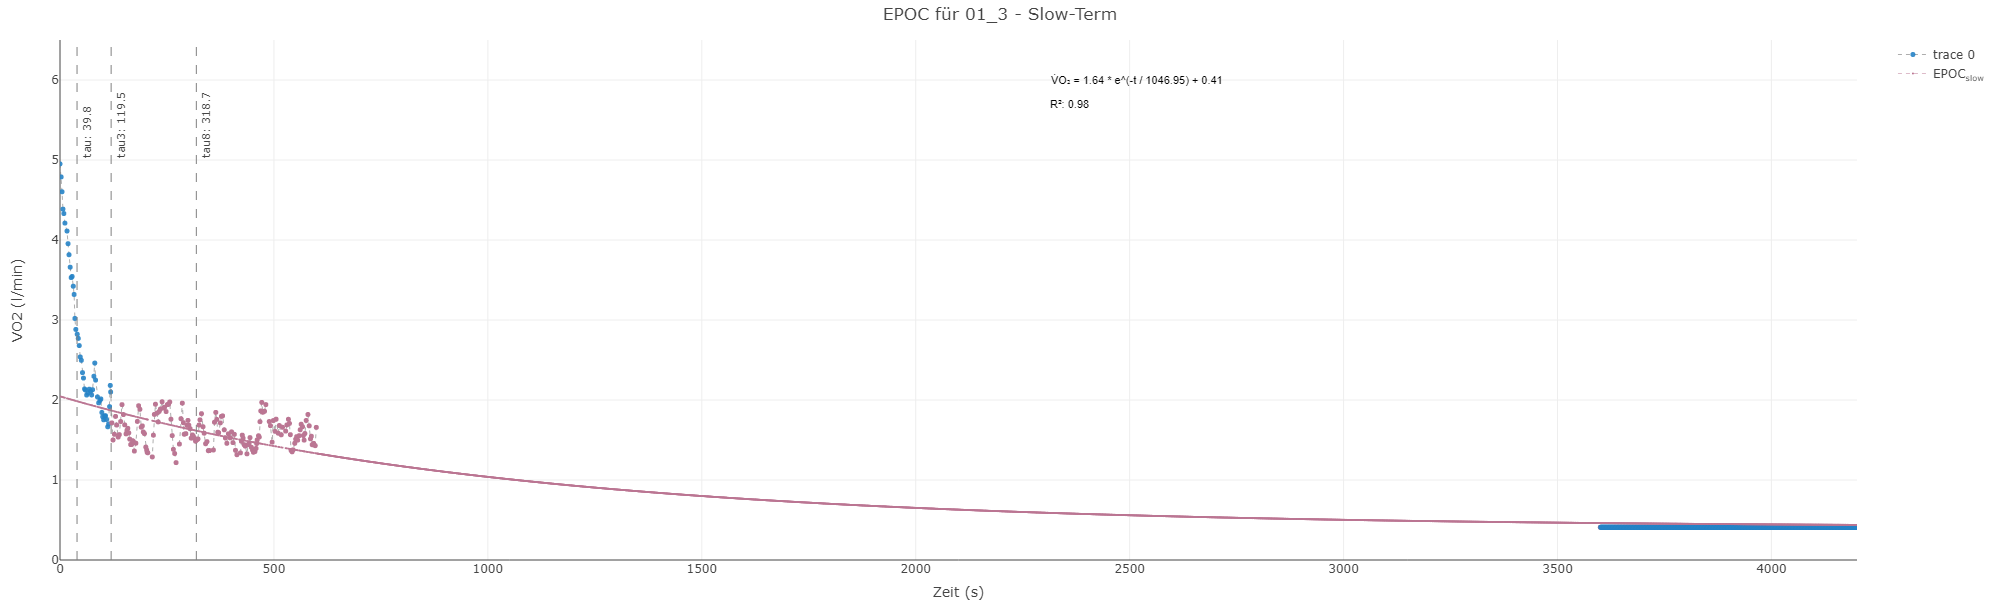 EPOC für 01_3 - Slow-Term
trace 0
EPOCslow
V̇O₂ = 1.64 * e^(-t / 1046.95) + 0.41
R²: 0.98
tau: 39.8
tau3: 119.5
tau8: 318.7
VO2 (l/min)
6
5
4
3
2
1
0
0 500 1000 1500 2000 2500 3000 3500 4000
Zeit (s)